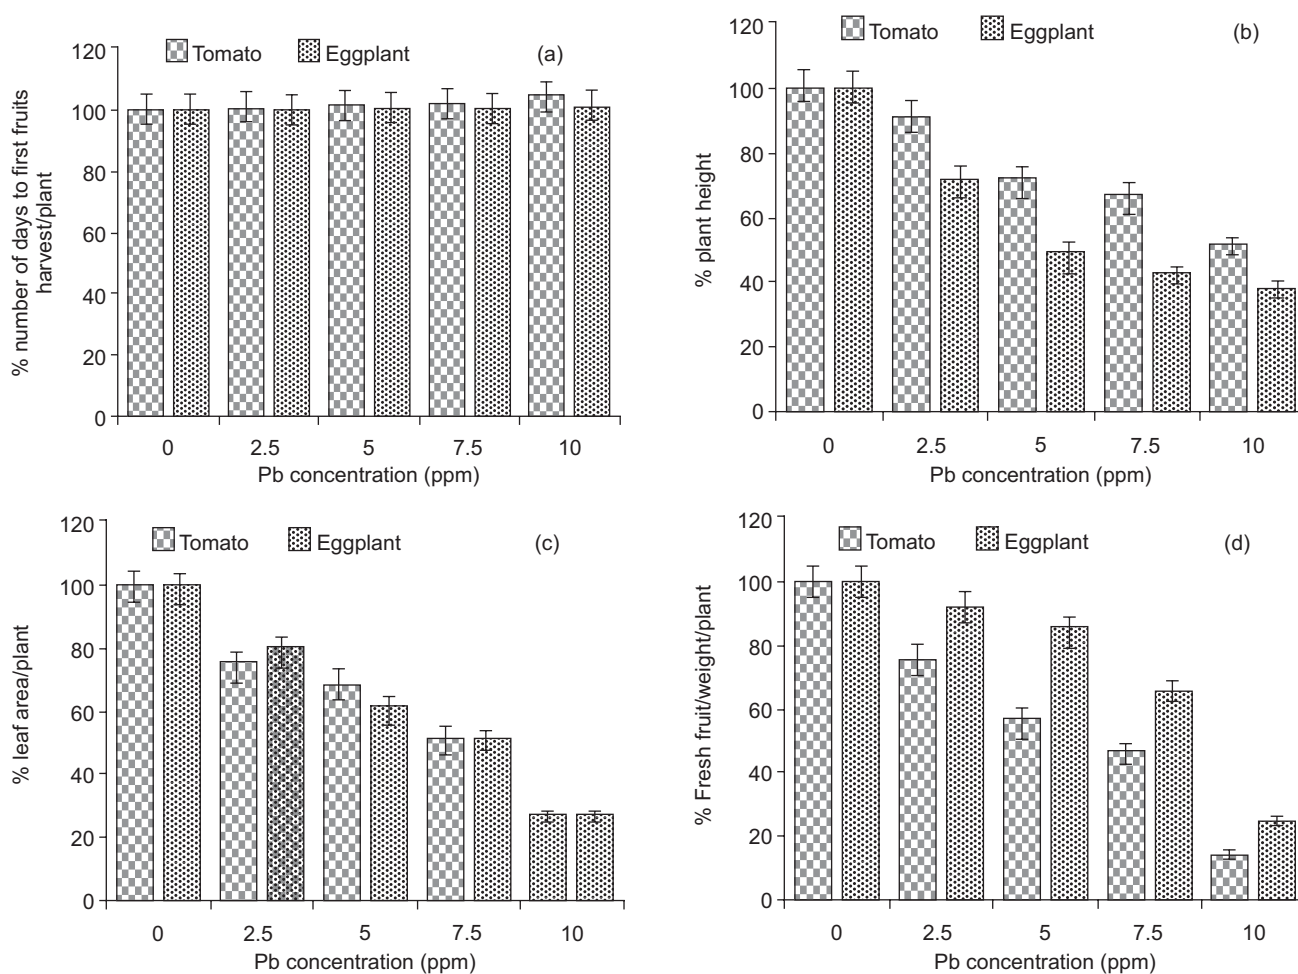 Tomato Eggplant (a)
120
100
80
60
40
20
0
% number of days to first fruits
harvest/plant
0 2.5 5 7.5 10
Pb concentration (ppm)
Tomato Eggplant (b)
120
100
80
60
40
20
0
% plant height
0 2.5 5 7.5 10
Pb concentration (ppm)
Tomato Eggplant (c)
120
100
80
60
40
20
0
% leaf area/plant
0 2.5 5 7.5 10
Pb concentration (ppm)
Tomato Eggplant (d)
120
100
80
60
40
20
0
% Fresh fruit/weight/plant
0 2.5 5 7.5 10
Pb concentration (ppm)